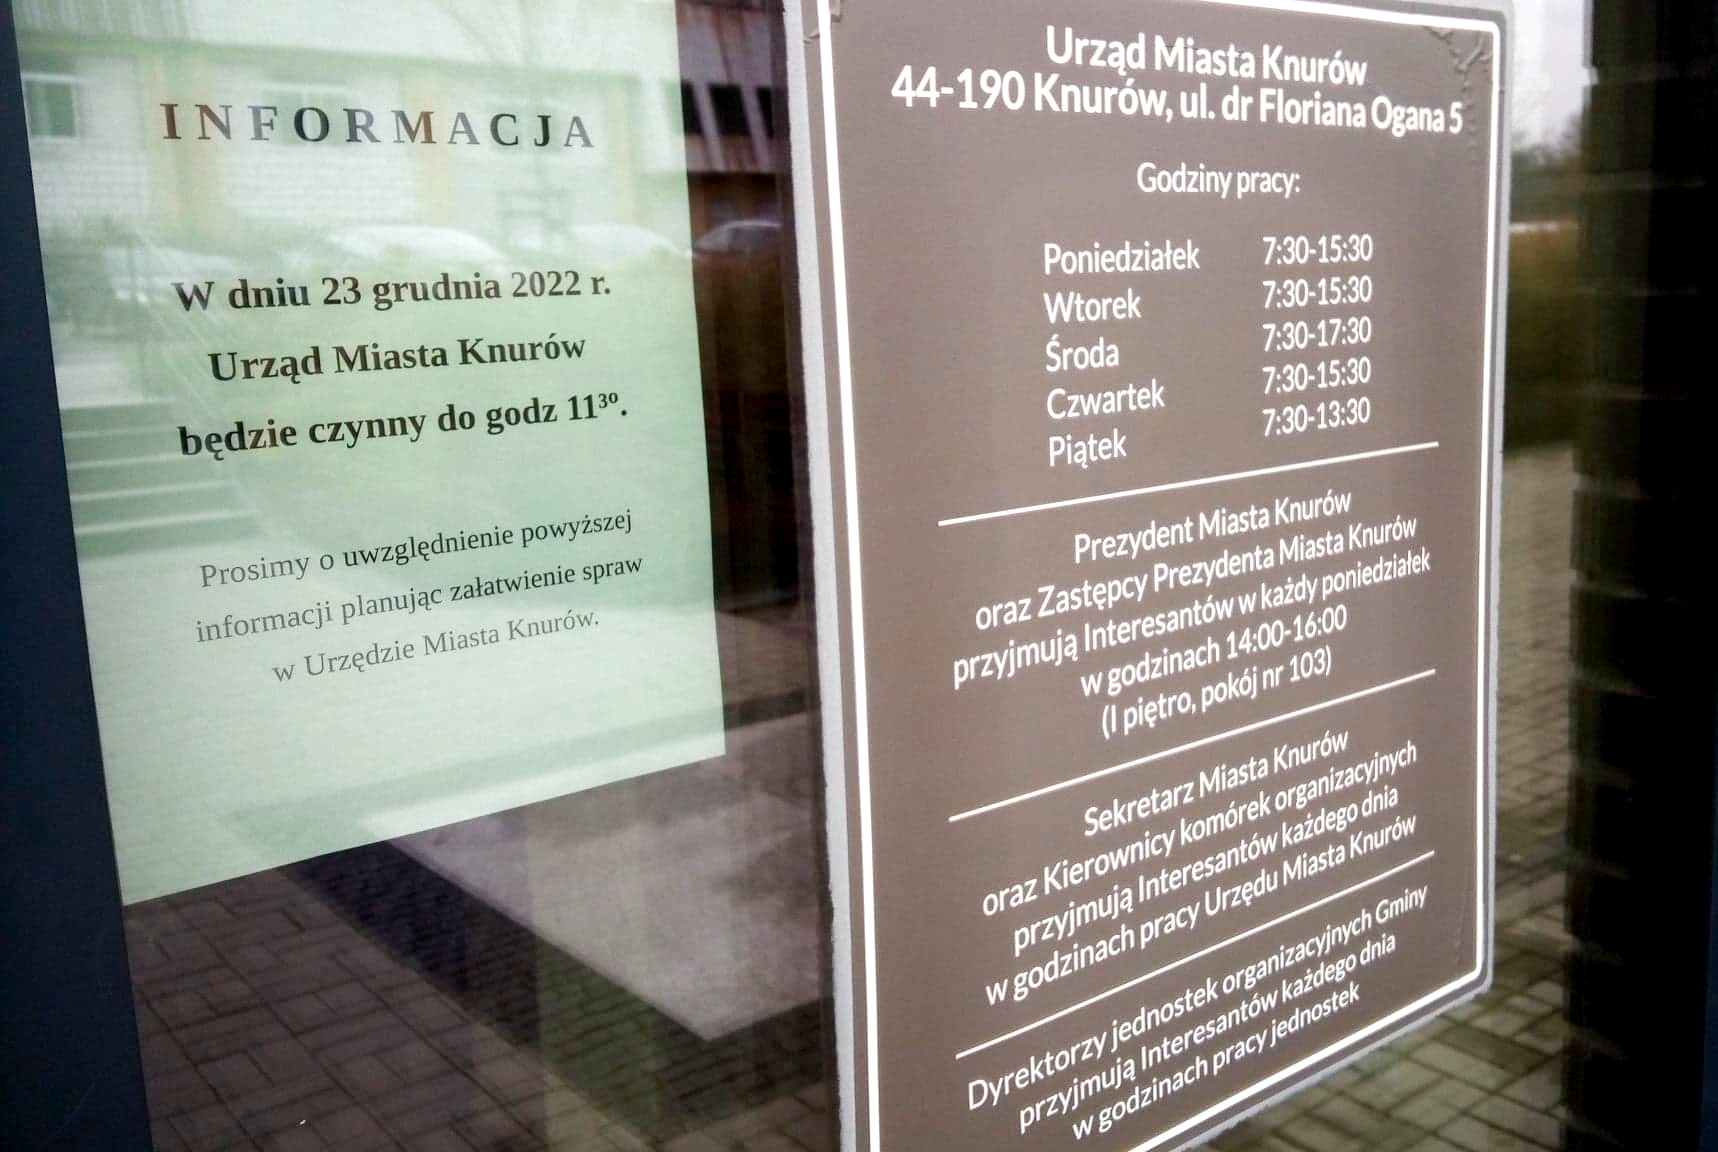 INFORMACJA
W dniu 23 grudnia 2022 r.
Urząd Miasta Knurów
będzie czynny do godz 11³⁰.
Prosimy o uwzględnienie powyższej
informacji planując załatwienie spraw
w Urzędzie Miasta Knurów.
Urząd Miasta Knurów
44-190 Knurów, ul. dr Floriana Ogana 5
Godziny pracy:
Poniedziałek 7:30-15:30
Wtorek 7:30-15:30
Środa 7:30-17:30
Czwartek 7:30-15:30
Piątek 7:30-13:30
Prezydent Miasta Knurów
oraz Zastępcy Prezydenta Miasta Knurów
przyjmują Interesantów w każdy poniedziałek
w godzinach 14:00-16:00
(I piętro, pokój nr 103)
Sekretarz Miasta Knurów
oraz Kierownicy komórek organizacyjnych
przyjmują Interesantów każdego dnia
w godzinach pracy Urzędu Miasta Knurów
Dyrektorzy jednostek organizacyjnych Gminy
przyjmują Interesantów każdego dnia
w godzinach pracy jednostek